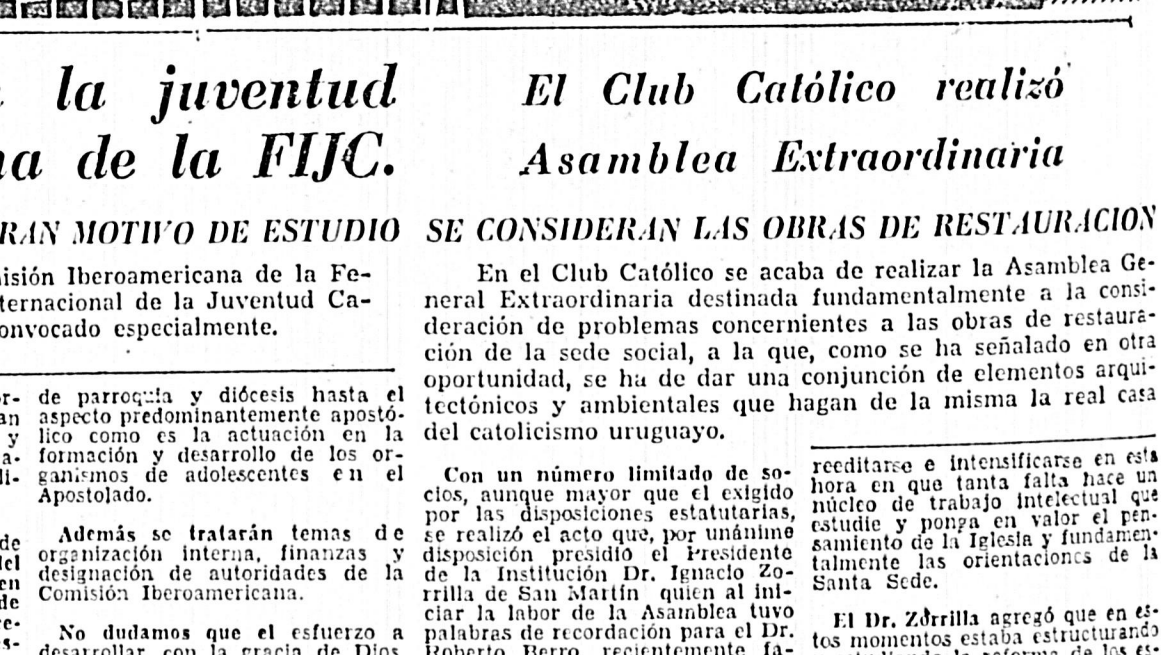 la juventud
de la FIJC.
MOTIVO DE ESTUDIO
Iberoamericana de la Fe-
de la Juventud Ca-
especialmente.
de parroquia y diócesis hasta el
aspecto predominantemente apostó-
lico como es la actuación en la
formación y desarrollo de los or-
ganismos de adolescentes en el
Apostolado.
Además se tratarán temas de
organización interna, finanzas y
designación de autoridades de la
Comisión Iberoamericana.
No dudamos que el esfuerzo a
desarrollar con la gracia de Dios
El Club Católico realizó
Asamblea Extraordinaria
SE CONSIDERAN LAS OBRAS DE RESTAURACION
En el Club Católico se acaba de realizar la Asamblea Ge-
neral Extraordinaria destinada fundamentalmente a la consi-
deración de problemas concernientes a las obras de restaura-
ción de la sede social, a la que, como se ha señalado en otra
oportunidad, se ha de dar una conjunción de elementos arqui-
tectónicos y ambientales que hagan de la misma la real casa
del catolicismo uruguayo.
Con un número limitado de so-
cios, aunque mayor que el exigido
por las disposiciones estatutarias,
se realizó el acto que, por unánime
disposición presidió el Presidente
de la Institución Dr. Ignacio Zo-
rrilla de San Martín quien al ini-
ciar la labor de la Asamblea tuvo
palabras de recordación para el Dr.
Roberto Berro, recientemente fa-
reeditarse e intensificarse en esta
hora en que tanta falta hace un
núcleo de trabajo intelectual que
estudie y ponga en valor el pen-
samiento de la Iglesia y fundamen-
talmente las orientaciones de la
Santa Sede.
El Dr. Zorrilla agregó que en es-
tos momentos estaba estructurando
reforma de los es-